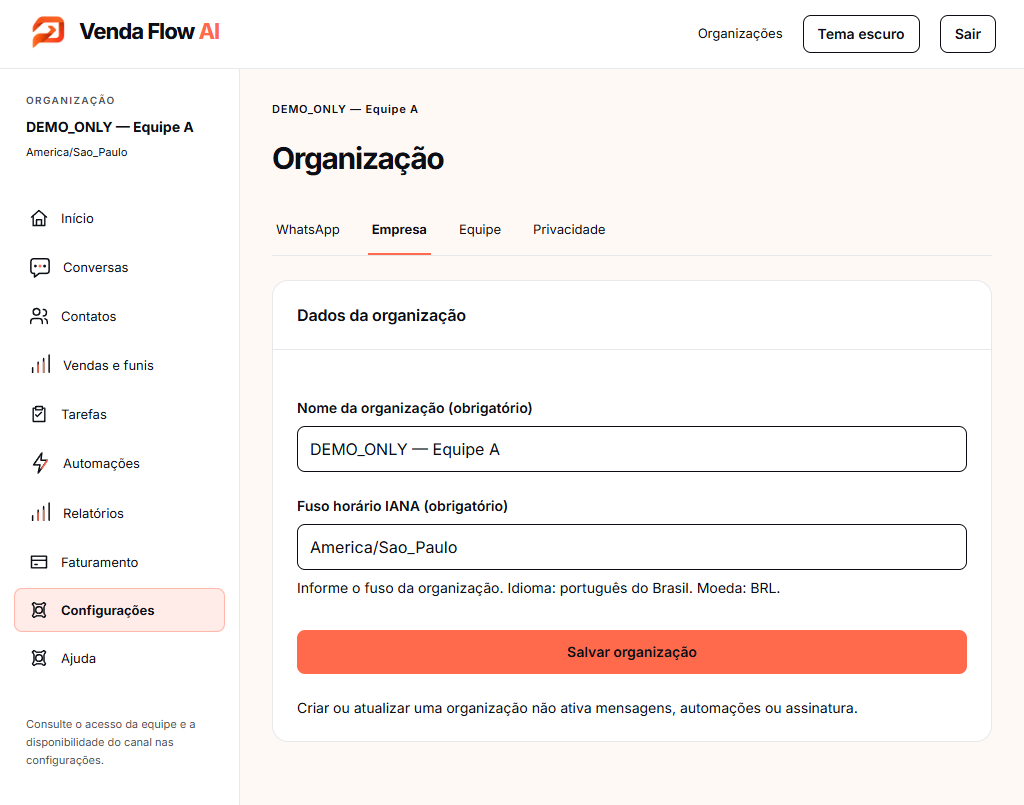 Venda Flow AI
Organizações
Tema escuro
Sair
ORGANIZAÇÃO
DEMO_ONLY — Equipe A
America/Sao_Paulo
Início
Conversas
Contatos
Vendas e funis
Tarefas
Automações
Relatórios
Faturamento
Configurações
Ajuda
Consulte o acesso da equipe e a
disponibilidade do canal nas
configurações.
DEMO_ONLY — Equipe A
Organização
WhatsApp
Empresa
Equipe
Privacidade
Dados da organização
Nome da organização (obrigatório)
DEMO_ONLY — Equipe A
Fuso horário IANA (obrigatório)
America/Sao_Paulo
Informe o fuso da organização. Idioma: português do Brasil. Moeda: BRL.
Salvar organização
Criar ou atualizar uma organização não ativa mensagens, automações ou assinatura.